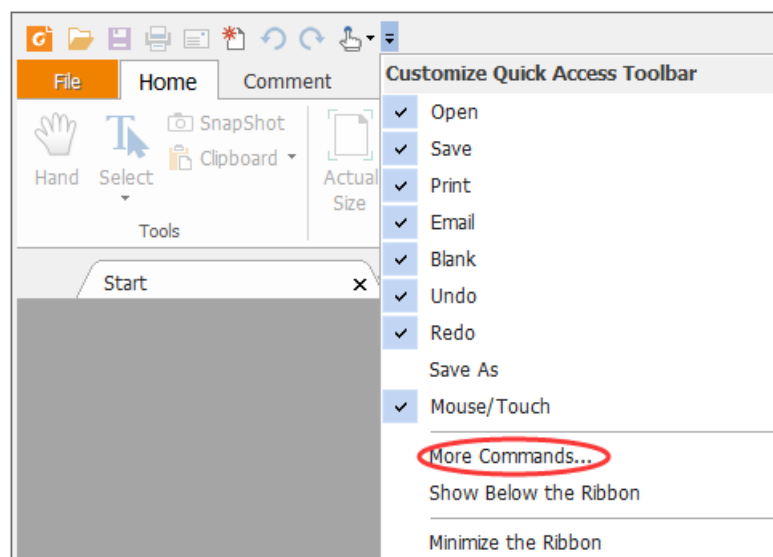 File Home Comment
Customize Quick Access Toolbar
Open
Save
Print
Email
Blank
Undo
Redo
Save As
Mouse/Touch
More Commands...
Show Below the Ribbon
Minimize the Ribbon
Hand
Select
SnapShot
Clipboard
Actual
Size
Tools
Start